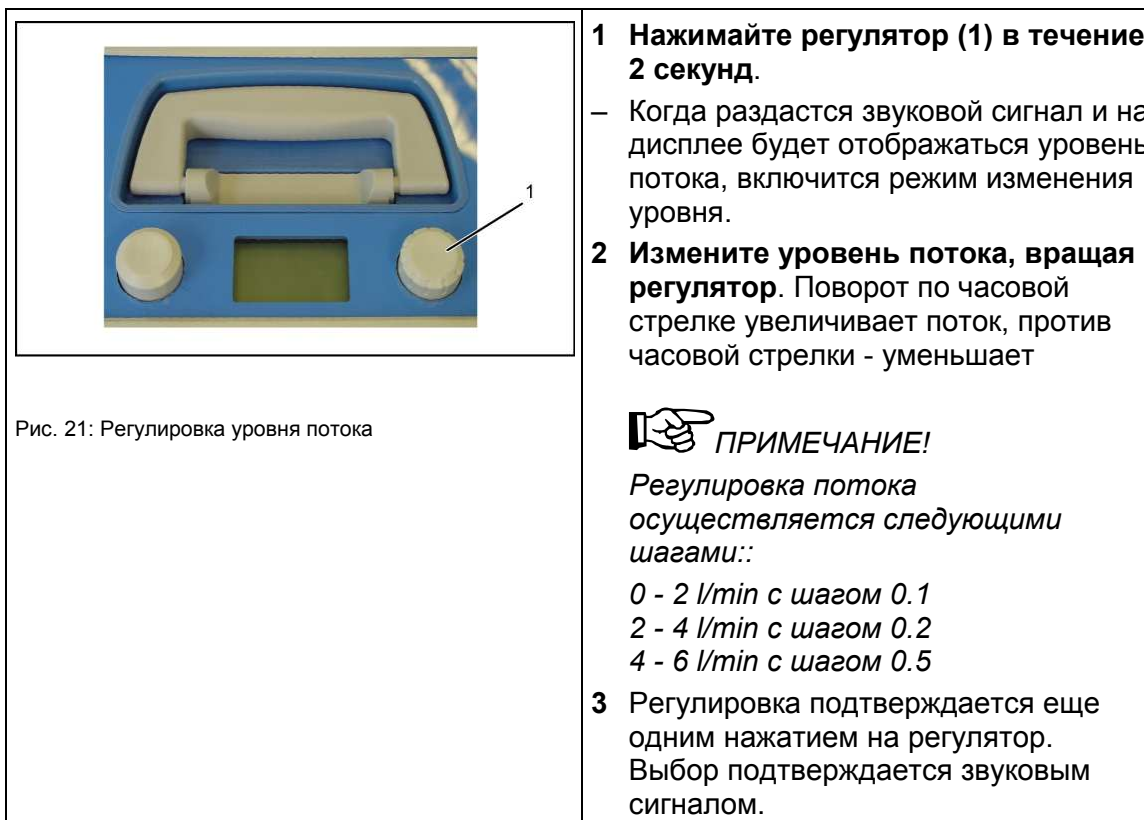 1
Рис. 21: Регулировка уровня потока
1 Нажимайте регулятор (1) в течение
2 секунд.
– Когда раздастся звуковой сигнал и на
дисплее будет отображаться уровень
потока, включится режим изменения
уровня.
2 Измените уровень потока, вращая
регулятор. Поворот по часовой
стрелке увеличивает поток, против
часовой стрелки - уменьшает
ПРИМЕЧАНИЕ!
Регулировка потока
осуществляется следующими
шагами::
0 - 2 l/min с шагом 0.1
2 - 4 l/min с шагом 0.2
4 - 6 l/min с шагом 0.5
3 Регулировка подтверждается еще
одним нажатием на регулятор.
Выбор подтверждается звуковым
сигналом.